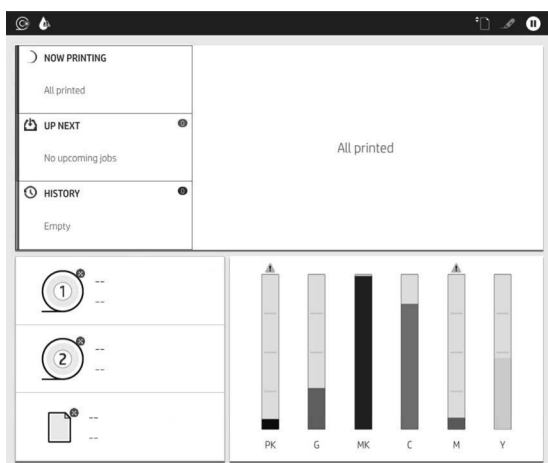 NOW PRINTING
All printed
UP NEXT
0
No upcoming jobs
HISTORY
0
Empty
All printed
1
--
--
2
--
--
--
--
PK G MK C M Y